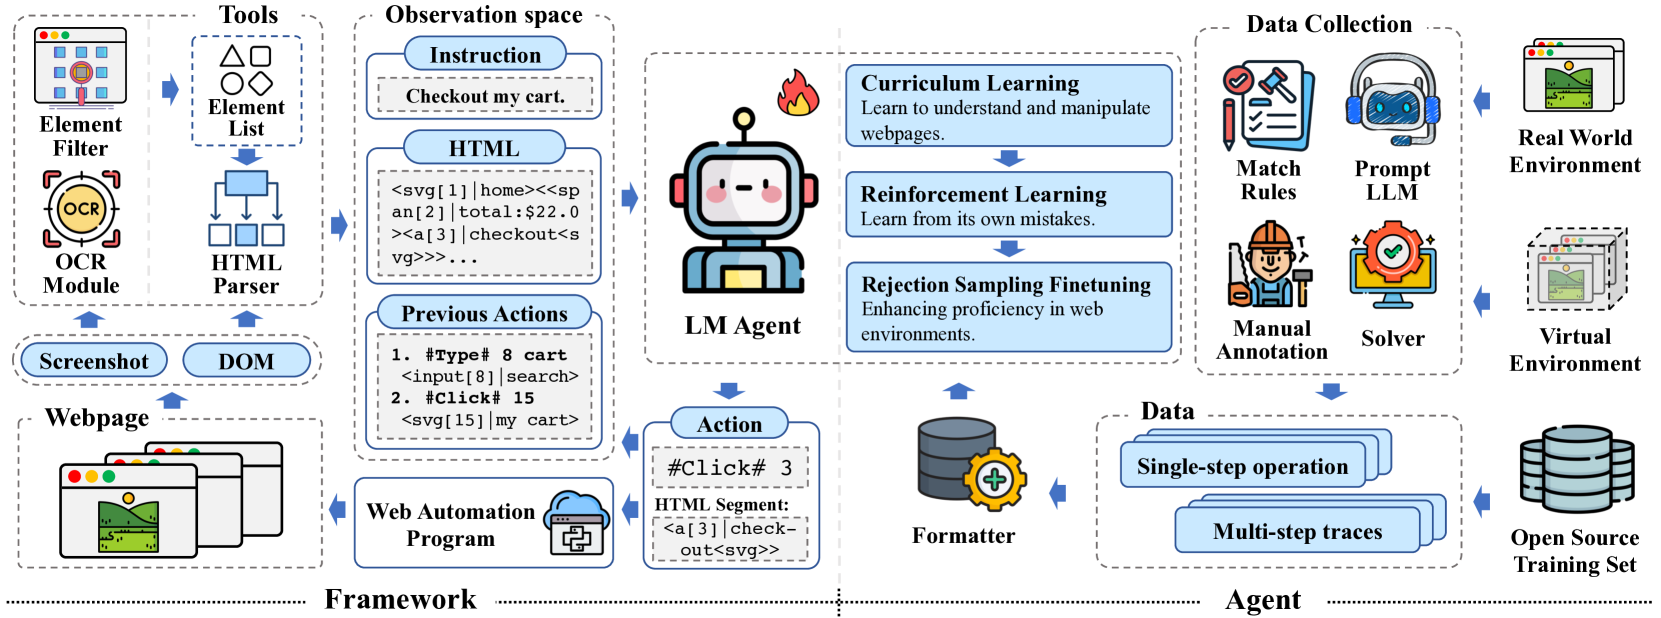 Tools
Element
Filter
Element
List
OCR
OCR
Module
HTML
Parser
Screenshot
DOM
Webpage
Observation space
Instruction
Checkout my cart.
HTML
<svg[1]|home><<sp
an[2]|total:$22.0
><a[3]|checkout<s
vg>>>...
Previous Actions
1. #Type# 8 cart
<input[8]|search>
2. #Click# 15
<svg[15]|my cart>
Web Automation
Program
LM Agent
Action
#Click# 3
HTML Segment:
<a[3]|check-
out<svg>>
Curriculum Learning
Learn to understand and manipulate
webpages.
Reinforcement Learning
Learn from its own mistakes.
Rejection Sampling Finetuning
Enhancing proficiency in web
environments.
Formatter
Data Collection
Match
Rules
Prompt
LLM
Manual
Annotation
Solver
Data
Single-step operation
Multi-step traces
Real World
Environment
Virtual
Environment
Open Source
Training Set
Framework
Agent